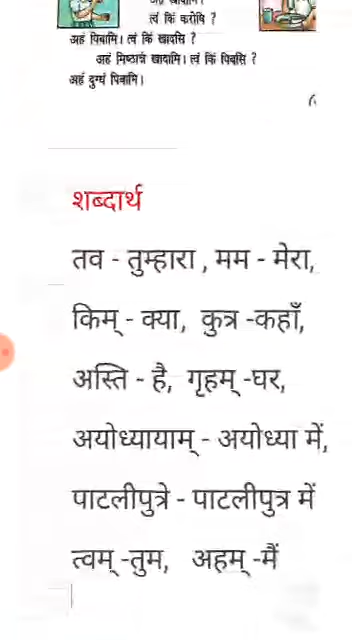 त्वं किं करोषि ?
अहं पिबामि। त्वं किं खादसि ?
अहं मिष्ठान्नं खादामि। त्वं किं पिबसि ?
अहं दुग्धं पिबामि।
शब्दार्थ
तव - तुम्हारा , मम - मेरा,
किम् - क्या, कुत्र -कहाँ,
अस्ति - है, गृहम् -घर,
अयोध्यायाम् - अयोध्या में,
पाटलीपुत्रे - पाटलीपुत्र में
त्वम् -तुम, अहम् -मैं